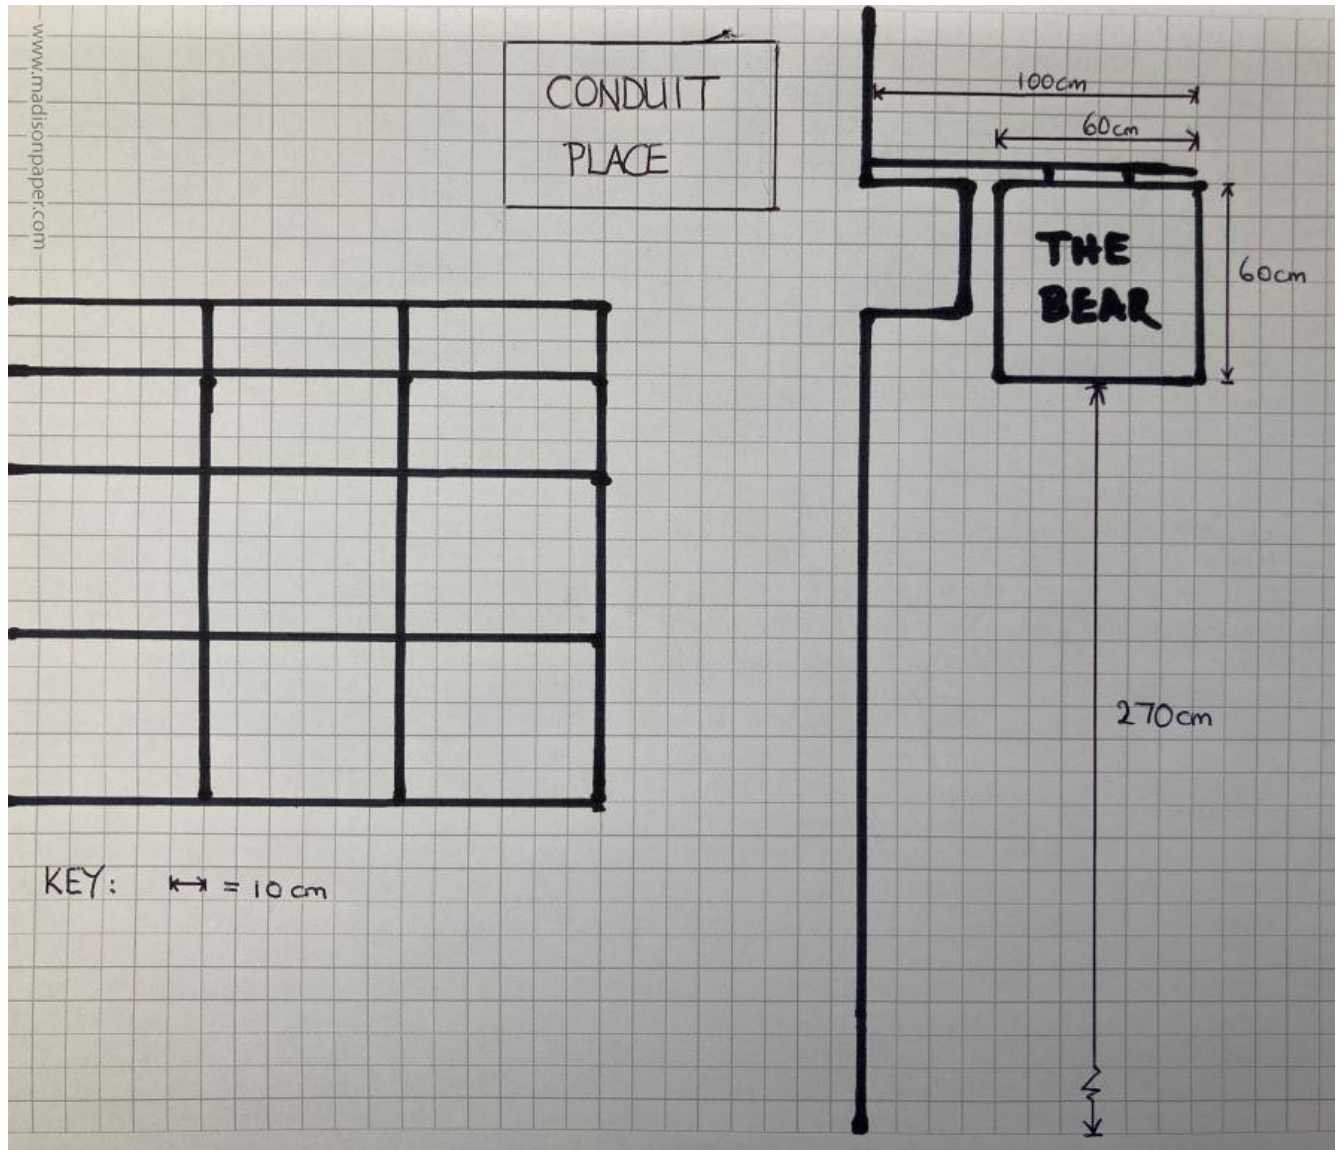 www.madisonpaper.com
CONDUIT
PLACE
100cm
60cm
THE
BEAR
60cm
270cm
KEY: = 10 cm